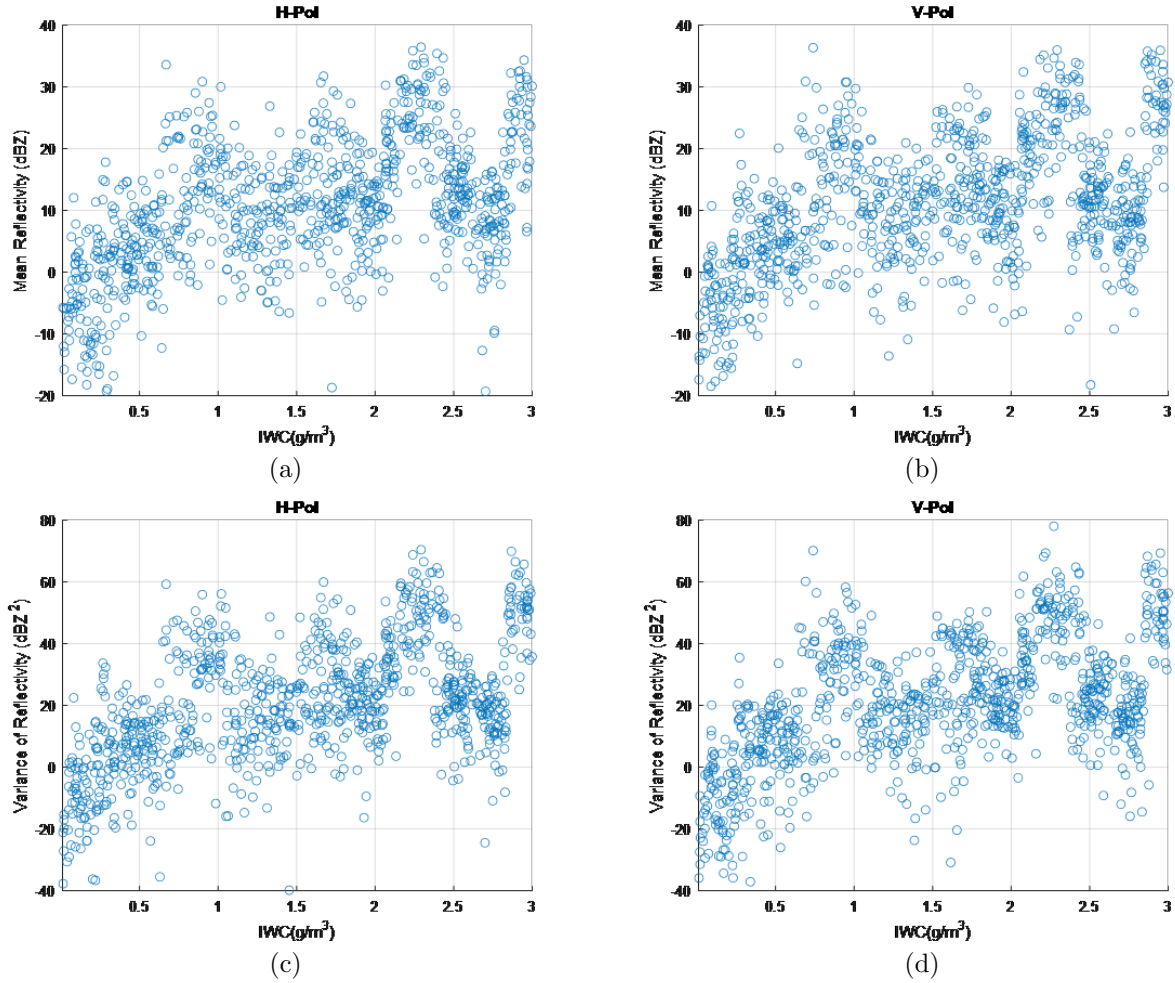 H-Pol
40
30
20
10
0
-10
-20
Mean Reflectivity (dBZ)
0.5 1 1.5 2 2.5 3
IWC(g/m³)
(a)
V-Pol
40
30
20
10
0
-10
-20
Mean Reflectivity (dBZ)
0.5 1 1.5 2 2.5 3
IWC(g/m³)
(b)
H-Pol
80
60
40
20
0
-20
-40
Variance of Reflectivity (dBZ²)
0.5 1 1.5 2 2.5 3
IWC(g/m³)
(c)
V-Pol
80
60
40
20
0
-20
-40
Variance of Reflectivity (dBZ²)
0.5 1 1.5 2 2.5 3
IWC(g/m³)
(d)